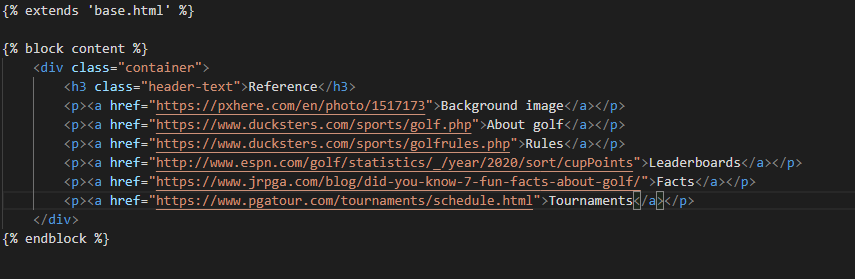 {% extends 'base.html' %}
{% block content %}
<div class="container">
<h3 class="header-text">Reference</h3>
<p><a href="https://pxhere.com/en/photo/1517173">Background image</a></p>
<p><a href="https://www.ducksters.com/sports/golf.php">About golf</a></p>
<p><a href="https://www.ducksters.com/sports/golfrules.php">Rules</a></p>
<p><a href="http://www.espn.com/golf/statistics/_/year/2020/sort/cupPoints">Leaderboards</a></p>
<p><a href="https://www.jrpga.com/blog/did-you-know-7-fun-facts-about-golf/">Facts</a></p>
<p><a href="https://www.pgatour.com/tournaments/schedule.html">Tournaments</a></p>
</div>
{% endblock %}